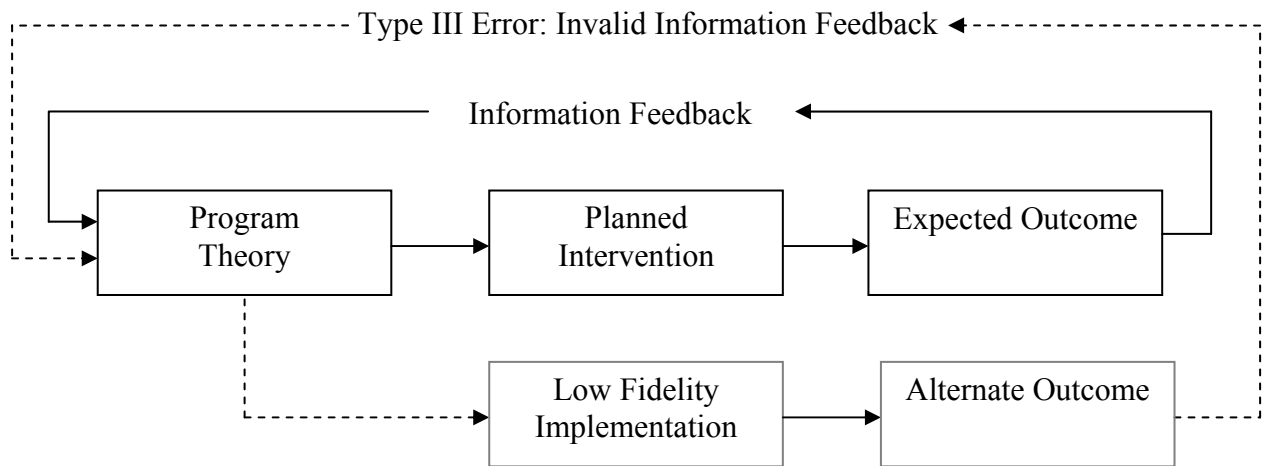 Type III Error: Invalid Information Feedback
Information Feedback
Program
Theory
Planned
Intervention
Expected Outcome
Low Fidelity
Implementation
Alternate Outcome